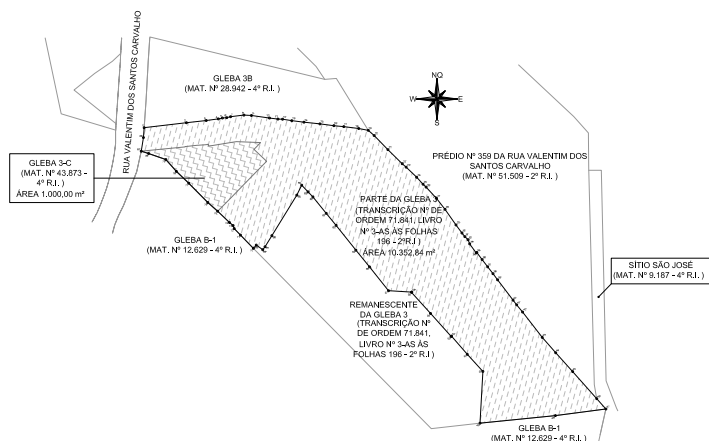 RUA VALENTIM DOS SANTOS CARVALHO
GLEBA 3B
(MAT. Nº 28.942 - 4º R.I.)
NQ
W
E
S
GLEBA 3-C
(MAT. Nº 43.873 -
4º R.I. )
ÁREA 1.000,00 m²
PRÉDIO Nº 359 DA RUA VALENTIM DOS
SANTOS CARVALHO
(MAT. Nº 51.509 - 2º R.I.)
PARTE DA GLEBA 3
(TRANSCRIÇÃO Nº DE
ORDEM 71.841, LIVRO
Nº 3-AS ÀS FOLHAS
196 - 2ºR.I.)
ÁREA 10.352,84 m²
GLEBA B-1
(MAT. Nº 12.629 - 4º R.I.)
SÍTIO SÃO JOSÉ
(MAT. Nº 9.187 - 4º R.I.)
REMANESCENTE
DA GLEBA 3
(TRANSCRIÇÃO Nº
DE ORDEM 71.841,
LIVRO Nº 3-AS ÀS
FOLHAS 196 - 2º R.I)
GLEBA B-1
(MAT. Nº 12.629 - 4º R.I.)